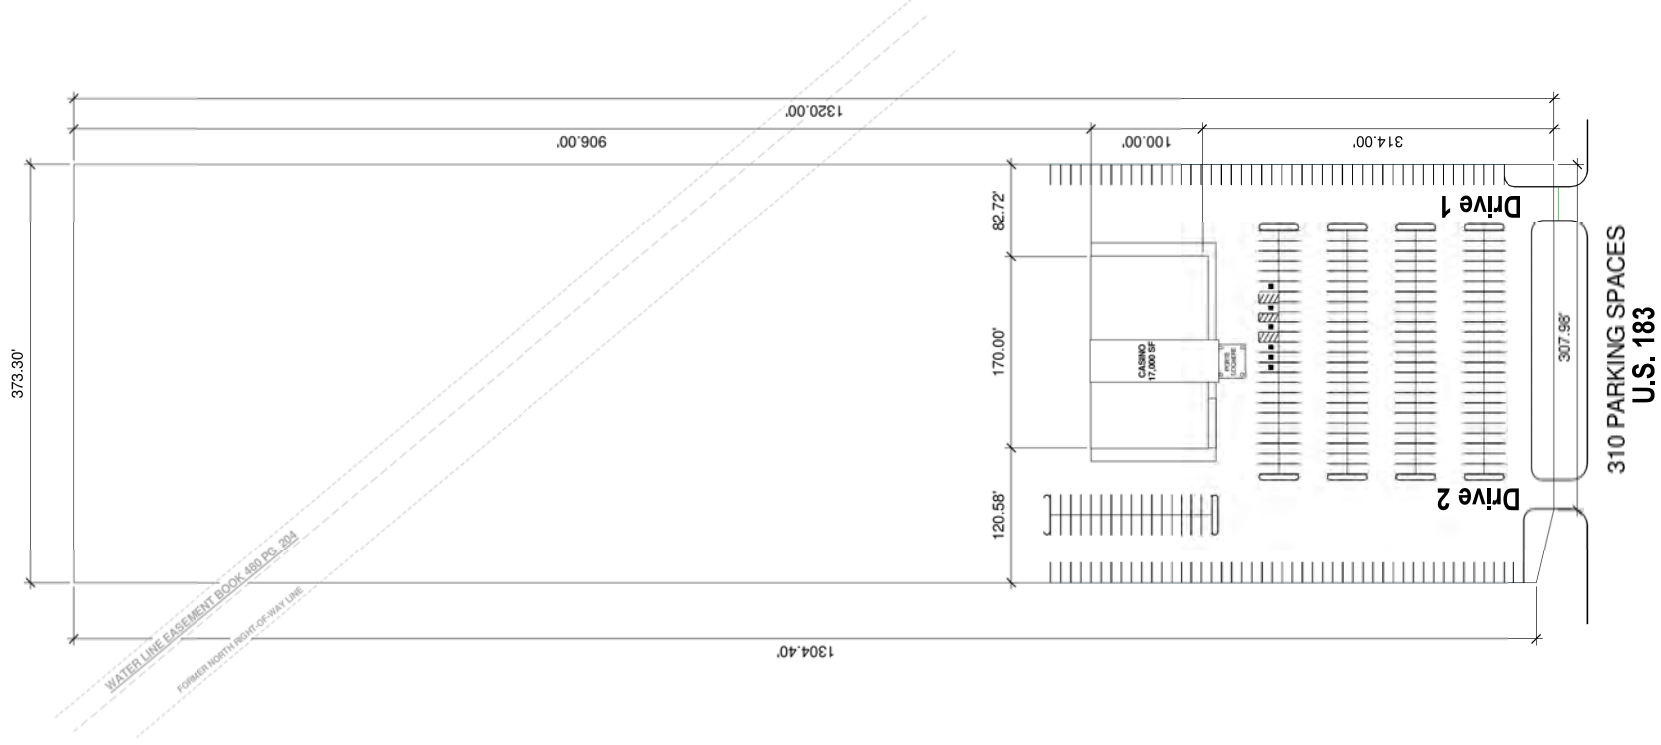 1320.00'
906.00'
100.00'
314.00'
373.30'
82.72'
170.00'
120.58'
CASINO
17,000 SF
PORTE
COCHERE
Drive 1
Drive 2
307.98'
310 PARKING SPACES
U.S. 183
WATER LINE EASEMENT BOOK 480 PG. 204
FORMER NORTH RIGHT-OF-WAY LINE
1304.40'